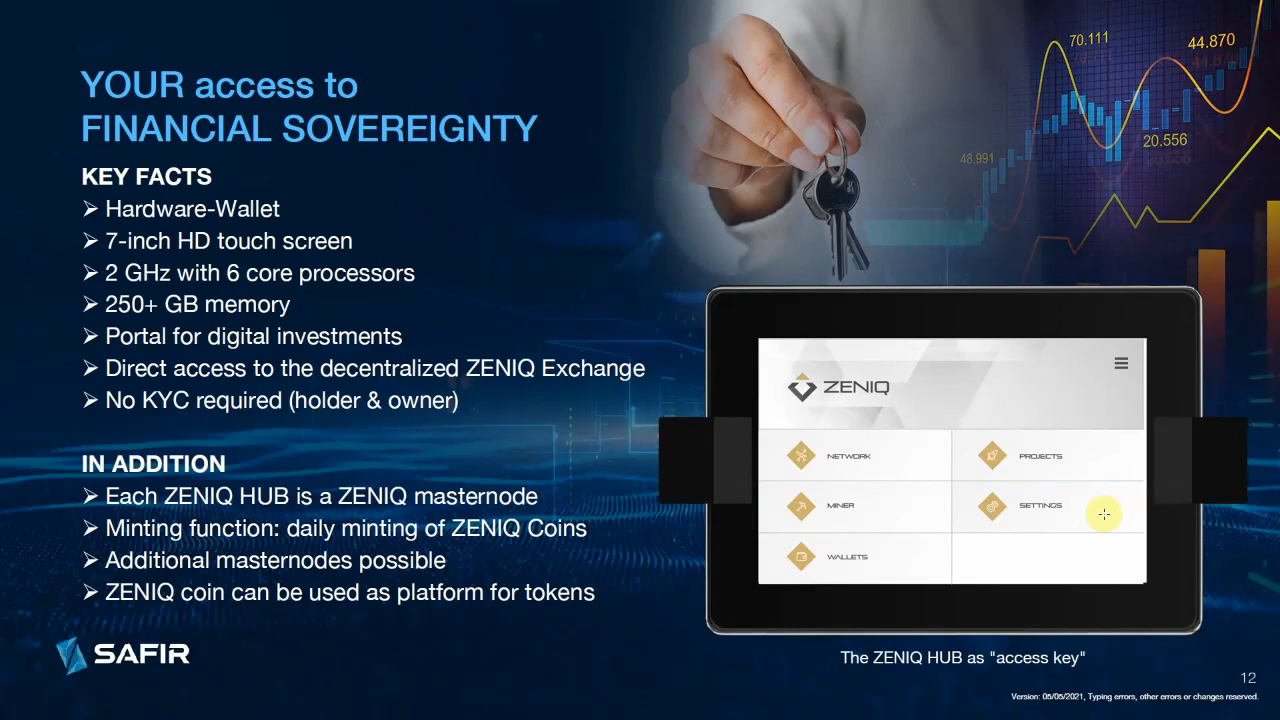 YOUR access to
FINANCIAL SOVEREIGNTY
KEY FACTS
➢ Hardware-Wallet
➢ 7-inch HD touch screen
➢ 2 GHz with 6 core processors
➢ 250+ GB memory
➢ Portal for digital investments
➢ Direct access to the decentralized ZENIQ Exchange
➢ No KYC required (holder & owner)
IN ADDITION
➢ Each ZENIQ HUB is a ZENIQ masternode
➢ Minting function: daily minting of ZENIQ Coins
➢ Additional masternodes possible
➢ ZENIQ coin can be used as platform for tokens
SAFIR
70.111
44.870
20.556
48.991
ZENIQ
NETWORK
PROJECTS
MINER
SETTINGS
WALLETS
The ZENIQ HUB as "access key"
12
Version: 05/05/2021, Typing errors, other errors or changes reserved.